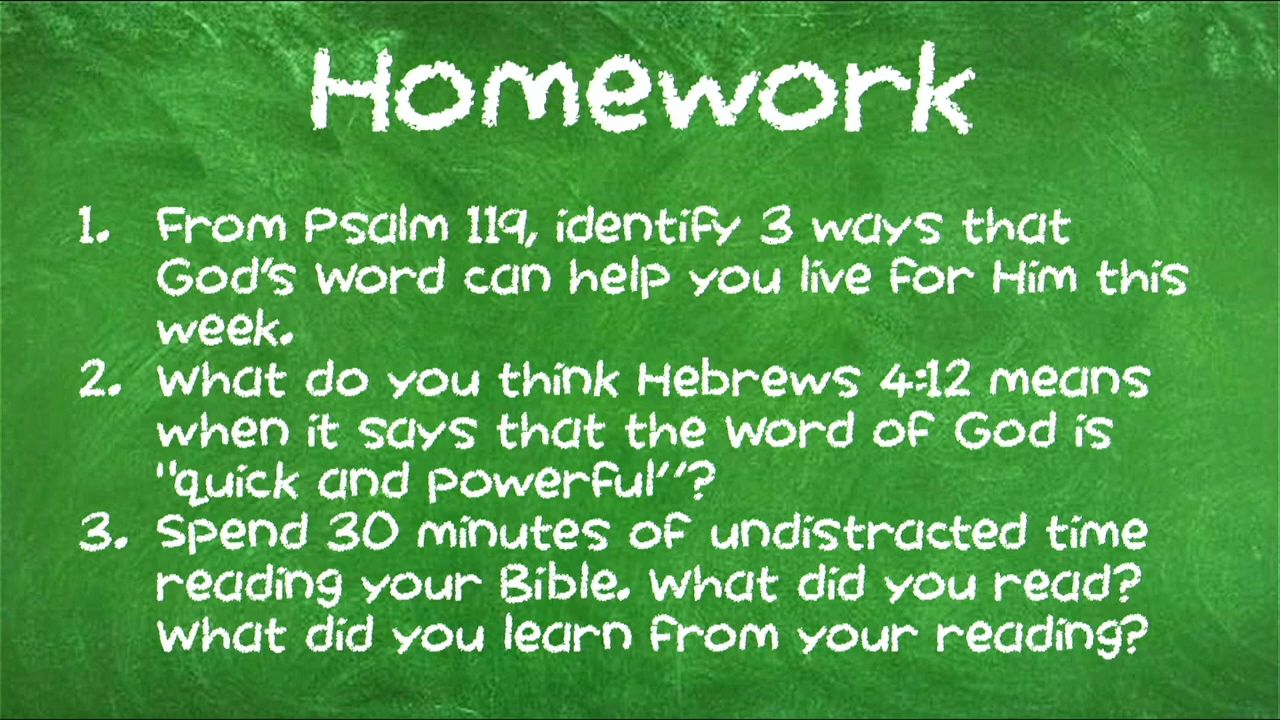 Homework
1. From Psalm 119, identify 3 ways that
God's Word can help you live for Him this
week.
2. What do you think Hebrews 4:12 means
when it says that the Word of God is
"quick and powerful"?
3. Spend 30 minutes of undistracted time
reading your Bible. What did you read?
What did you learn from your reading?